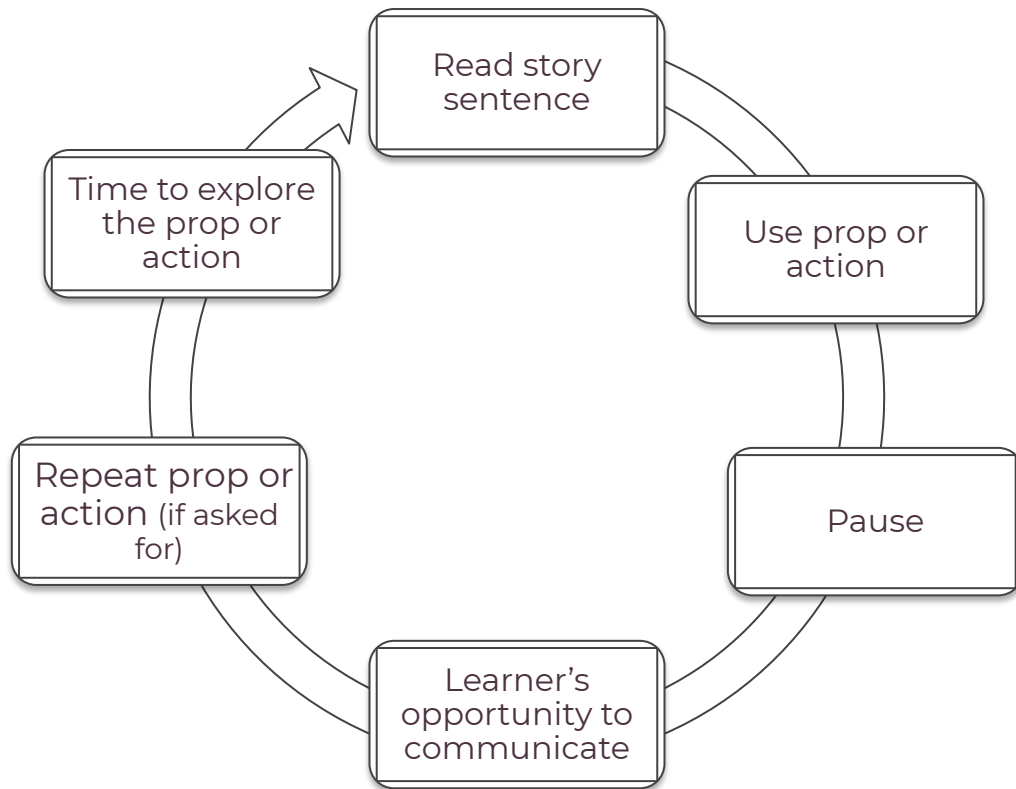 Read story
sentence
Use prop or
action
Pause
Learner’s
opportunity to
communicate
Repeat prop or
action (if asked
for)
Time to explore
the prop or
action